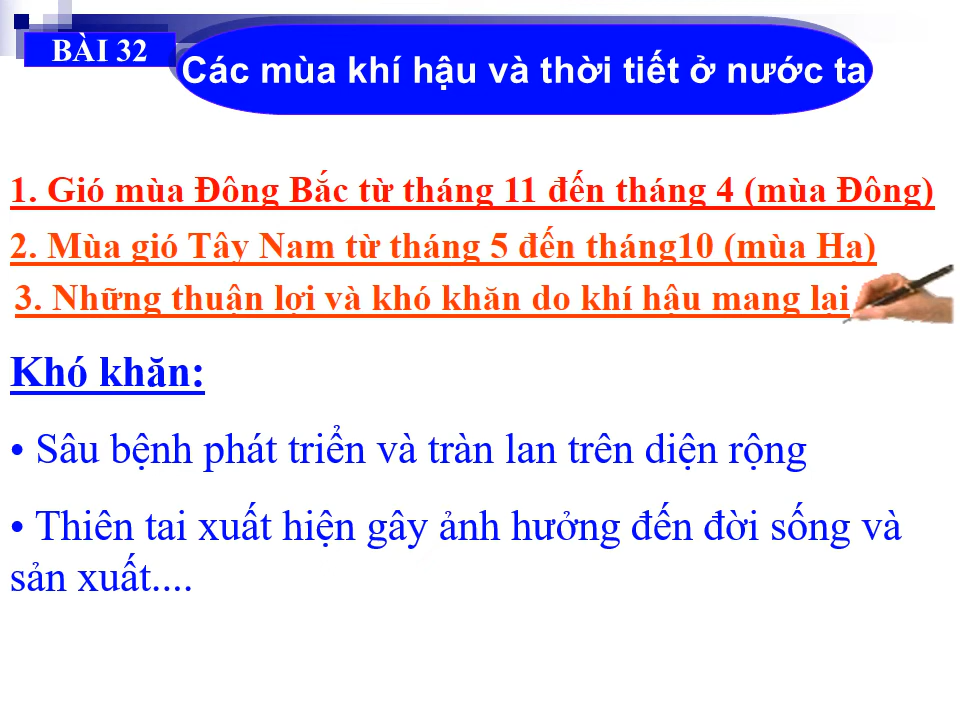 BÀI 32
Các mùa khí hậu và thời tiết ở nước ta
1. Gió mùa Đông Bắc từ tháng 11 đến tháng 4 (mùa Đông)
2. Mùa gió Tây Nam từ tháng 5 đến tháng10 (mùa Hạ)
3. Những thuận lợi và khó khăn do khí hậu mang lại
Khó khăn:
• Sâu bệnh phát triển và tràn lan trên diện rộng
• Thiên tai xuất hiện gây ảnh hưởng đến đời sống và
sản xuất....